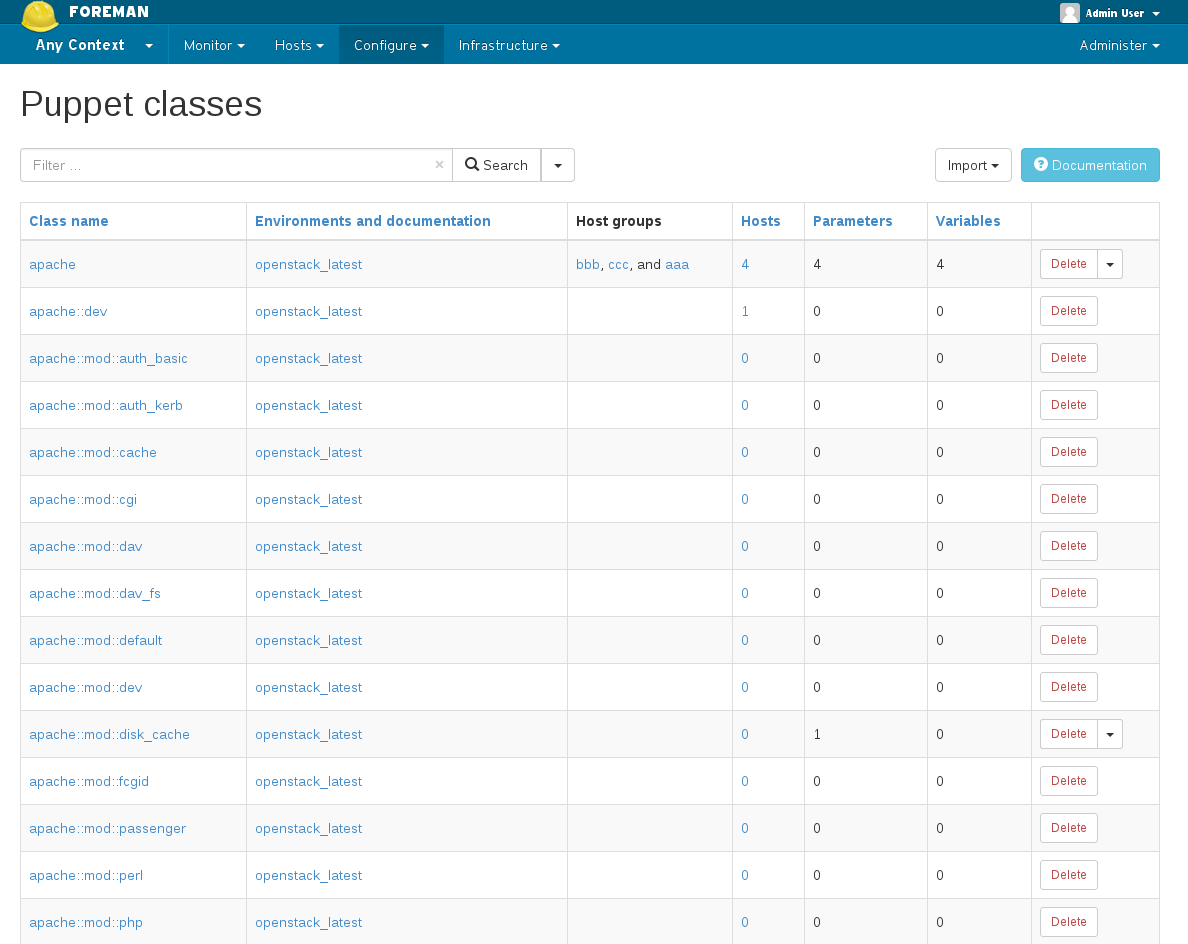 FOREMAN Admin User
Any Context Monitor Hosts Configure Infrastructure Administer
Puppet classes
Filter ... × Search Import Documentation
Class name Environments and documentation Host groups Hosts Parameters Variables
apache openstack_latest bbb, ccc, and aaa 4 4 4 Delete
apache::dev openstack_latest 1 0 0 Delete
apache::mod::auth_basic openstack_latest 0 0 0 Delete
apache::mod::auth_kerb openstack_latest 0 0 0 Delete
apache::mod::cache openstack_latest 0 0 0 Delete
apache::mod::cgi openstack_latest 0 0 0 Delete
apache::mod::dav openstack_latest 0 0 0 Delete
apache::mod::dav_fs openstack_latest 0 0 0 Delete
apache::mod::default openstack_latest 0 0 0 Delete
apache::mod::dev openstack_latest 0 0 0 Delete
apache::mod::disk_cache openstack_latest 0 1 0 Delete
apache::mod::fcgid openstack_latest 0 0 0 Delete
apache::mod::passenger openstack_latest 0 0 0 Delete
apache::mod::perl openstack_latest 0 0 0 Delete
apache::mod::php openstack_latest 0 0 0 Delete